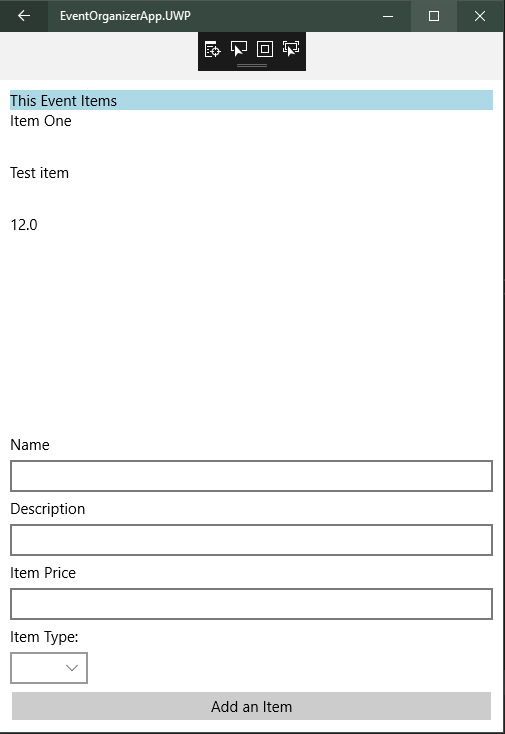 EventOrganizerApp.UWP
This Event Items
Item One
Test item
12.0
Name
Description
Item Price
Item Type:
Add an Item